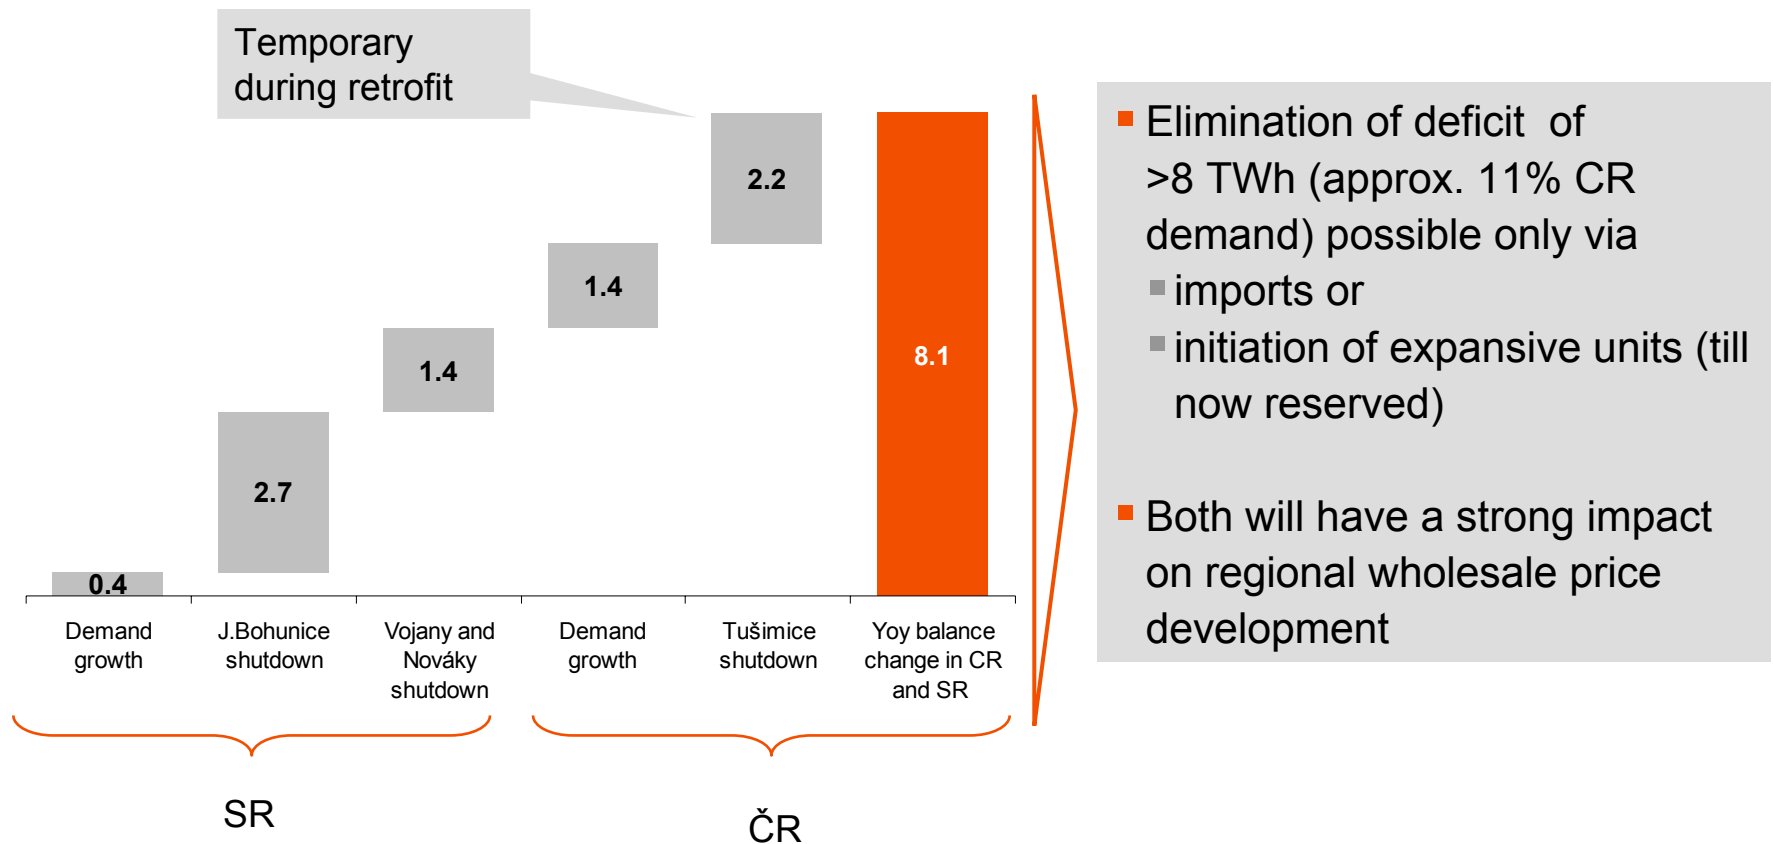 Temporary
during retrofit
2.2
1.4
1.4
2.7
0.4
8.1
Demand
growth
J.Bohunice
shutdown
Vojany and
Nováky
shutdown
Demand
growth
Tušimice
shutdown
Yoy balance
change in CR
and SR
SR
ČR
Elimination of deficit of
>8 TWh (approx. 11% CR
demand) possible only via
imports or
initiation of expansive units (till
now reserved)
Both will have a strong impact
on regional wholesale price
development